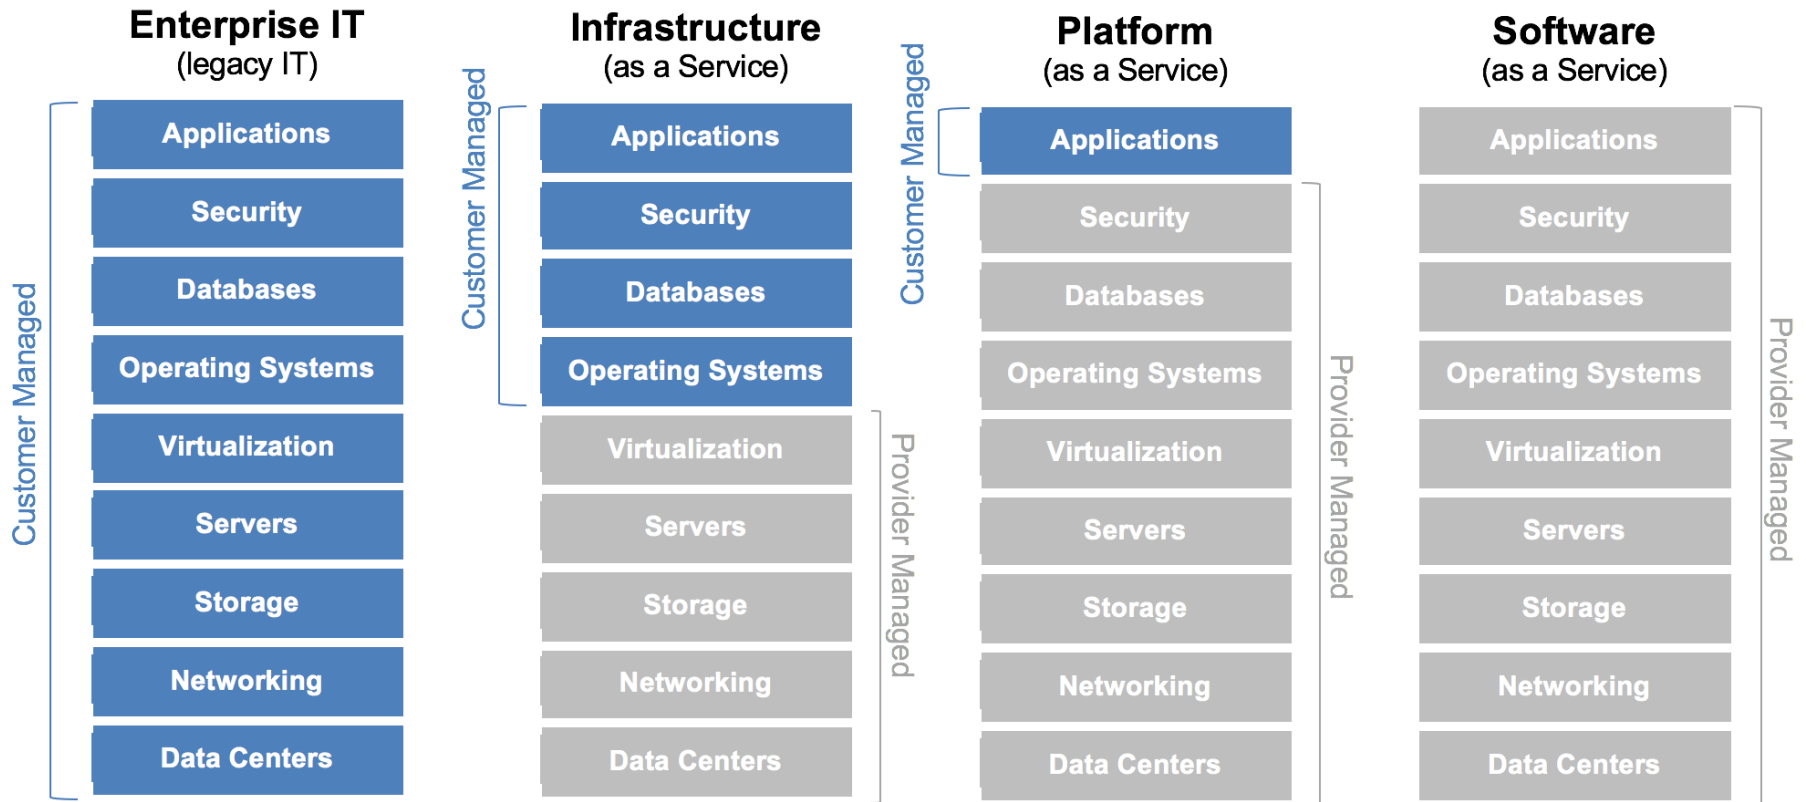 Enterprise IT
(legacy IT)
Customer Managed
Applications
Security
Databases
Operating Systems
Virtualization
Servers
Storage
Networking
Data Centers
Infrastructure
(as a Service)
Customer Managed
Applications
Security
Databases
Operating Systems
Virtualization
Servers
Storage
Networking
Data Centers
Provider Managed
Platform
(as a Service)
Customer Managed
Applications
Security
Databases
Operating Systems
Virtualization
Servers
Storage
Networking
Data Centers
Provider Managed
Software
(as a Service)
Applications
Security
Databases
Operating Systems
Virtualization
Servers
Storage
Networking
Data Centers
Provider Managed